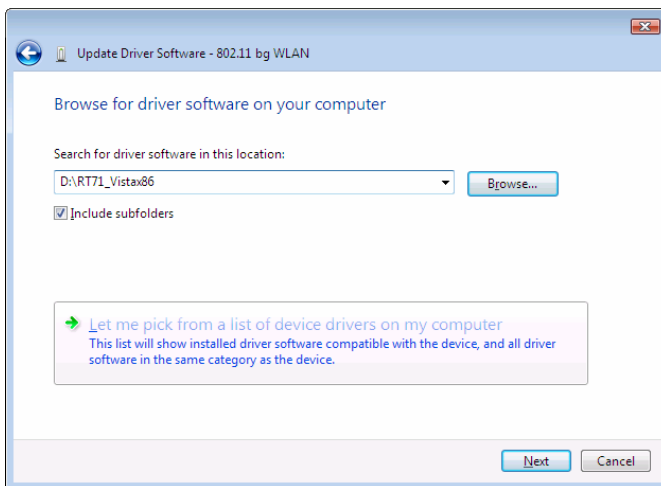 Update Driver Software - 802.11 bg WLAN
Browse for driver software on your computer
Search for driver software in this location:
D:\RT71_Vistax86
Browse...
Include subfolders
Let me pick from a list of device drivers on my computer
This list will show installed driver software compatible with the device, and all driver
software in the same category as the device.
Next
Cancel